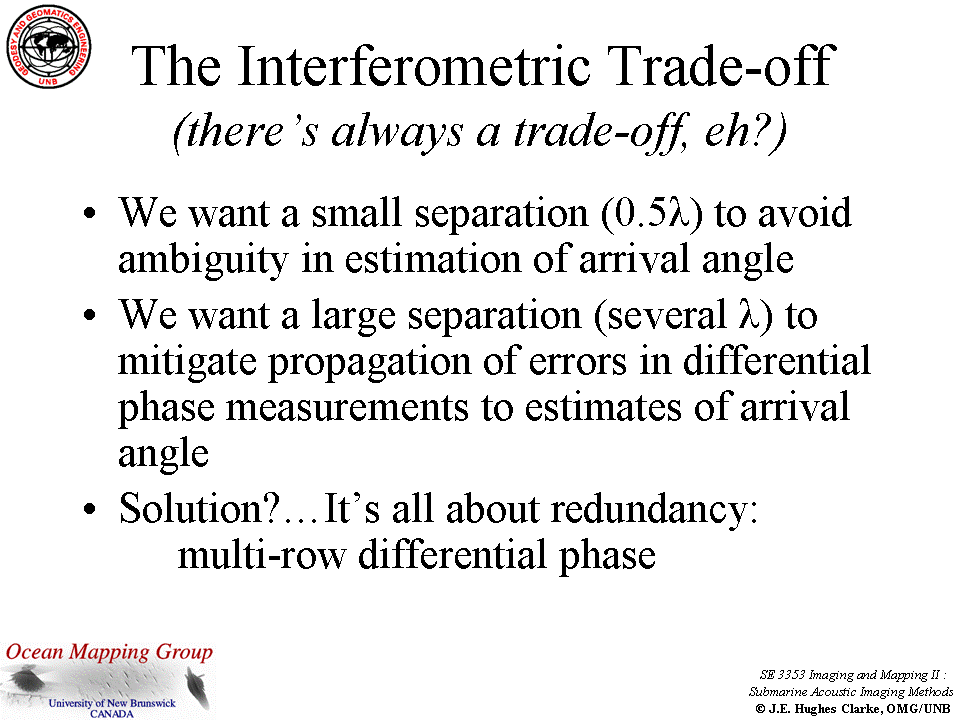 GEODESY AND GEOMATICS ENGINEERING
UNB
The Interferometric Trade-off
(there's always a trade-off, eh?)
• We want a small separation (0.5λ) to avoid
ambiguity in estimation of arrival angle
• We want a large separation (several λ) to
mitigate propagation of errors in differential
phase measurements to estimates of arrival
angle
• Solution?…It's all about redundancy:
multi-row differential phase
Ocean Mapping Group
University of New Brunswick
CANADA
SE 3353 Imaging and Mapping II :
Submarine Acoustic Imaging Methods
© J.E. Hughes Clarke, OMG/UNB